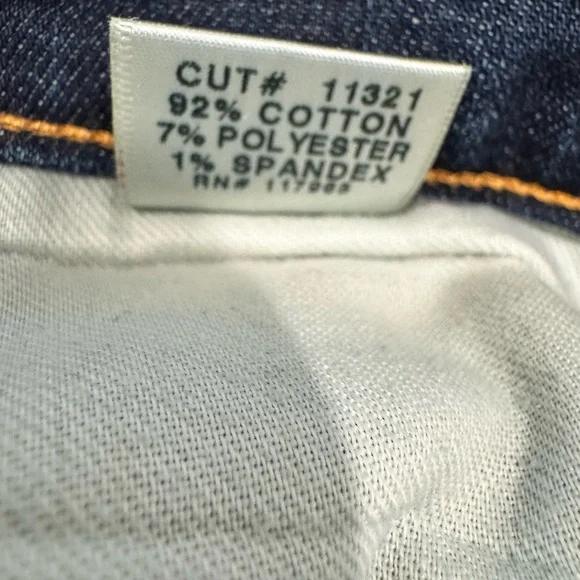 CUT# 11321
92% COTTON
7% POLYESTER
1% SPANDEX
RN#